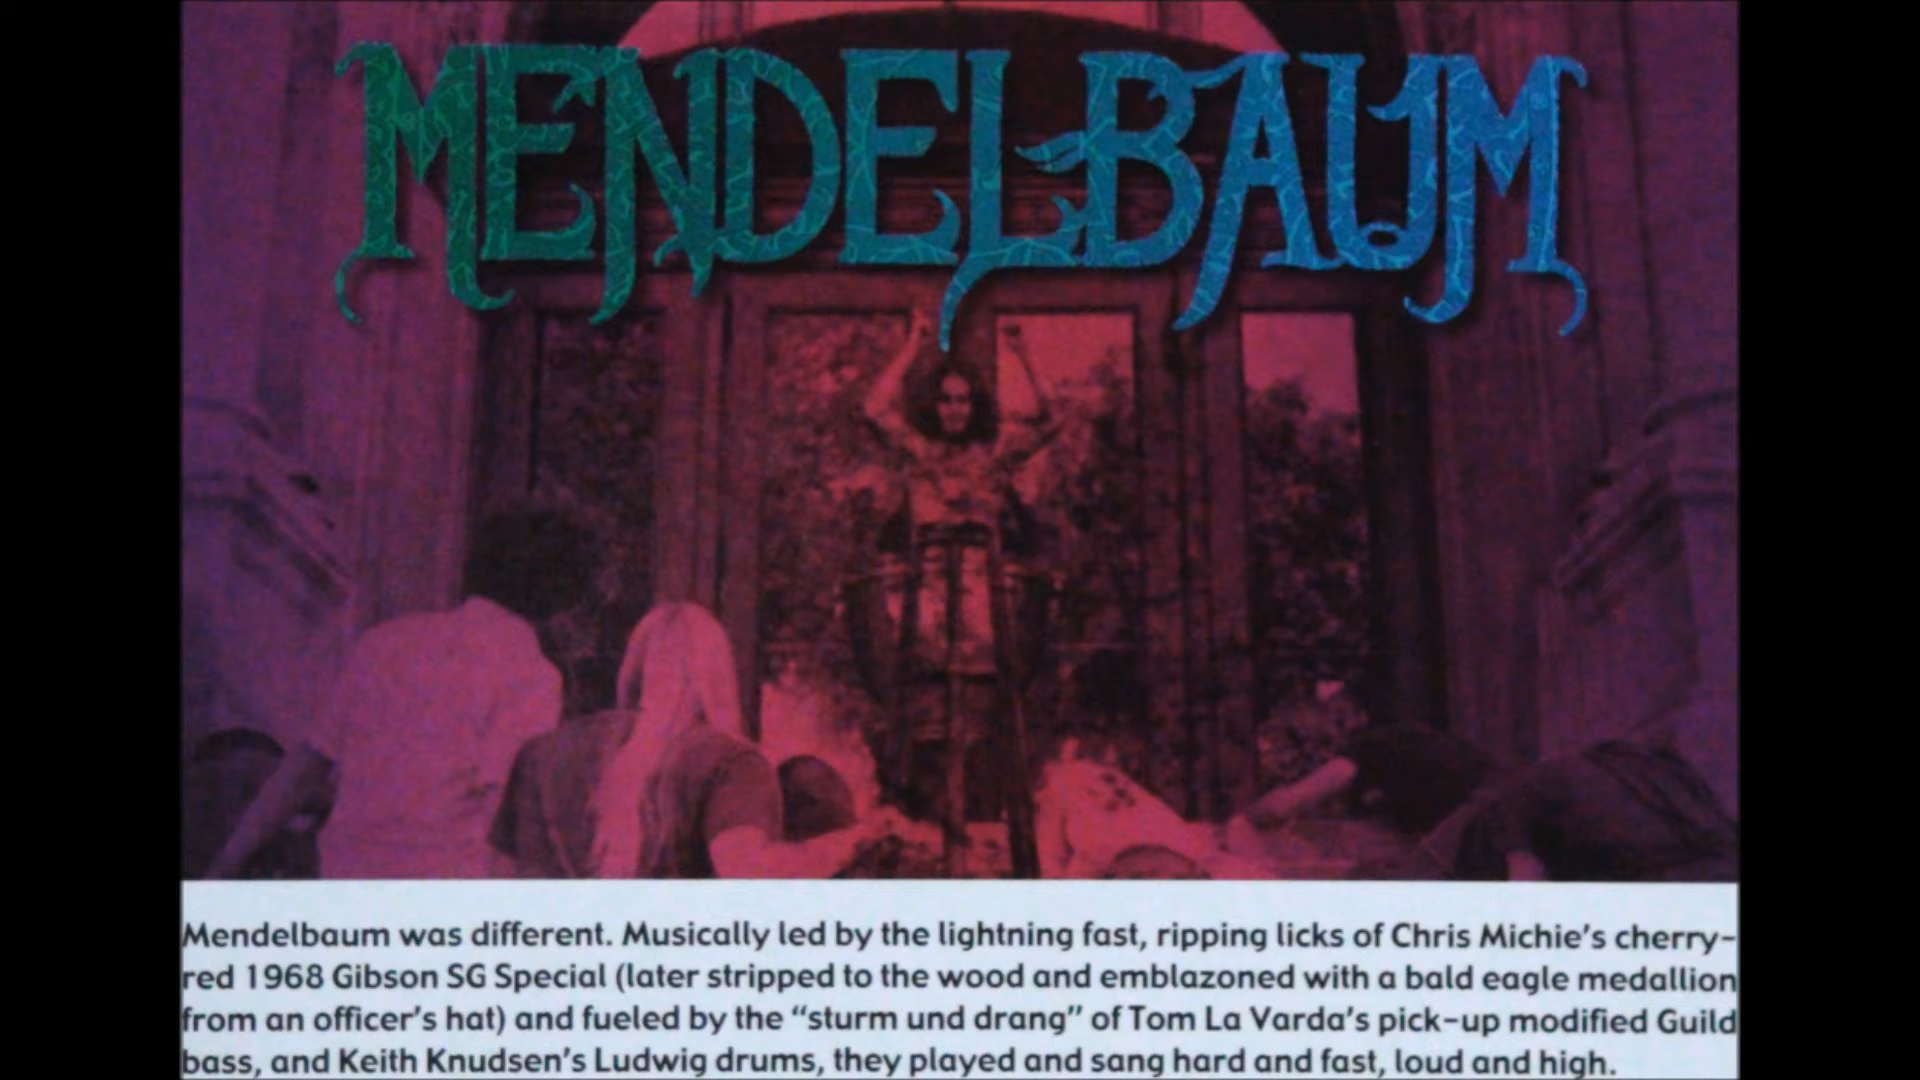 MENDELBAUM
Mendelbaum was different. Musically led by the lightning fast, ripping licks of Chris Michie's cherry-
red 1968 Gibson SG Special (later stripped to the wood and emblazoned with a bald eagle medallion
from an officer's hat) and fueled by the “sturm und drang” of Tom La Varda's pick-up modified Guild
bass, and Keith Knudsen's Ludwig drums, they played and sang hard and fast, loud and high.